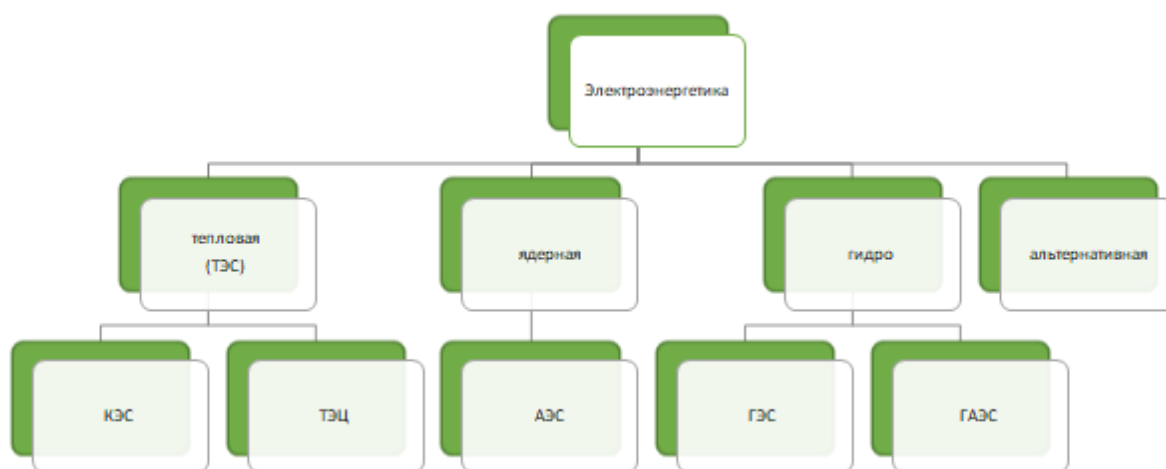 Электроэнергетика
тепловая
(ТЭС)
ядерная
гидро
альтернативная
КЭС
ТЭЦ
АЭС
ГЭС
ГАЭС